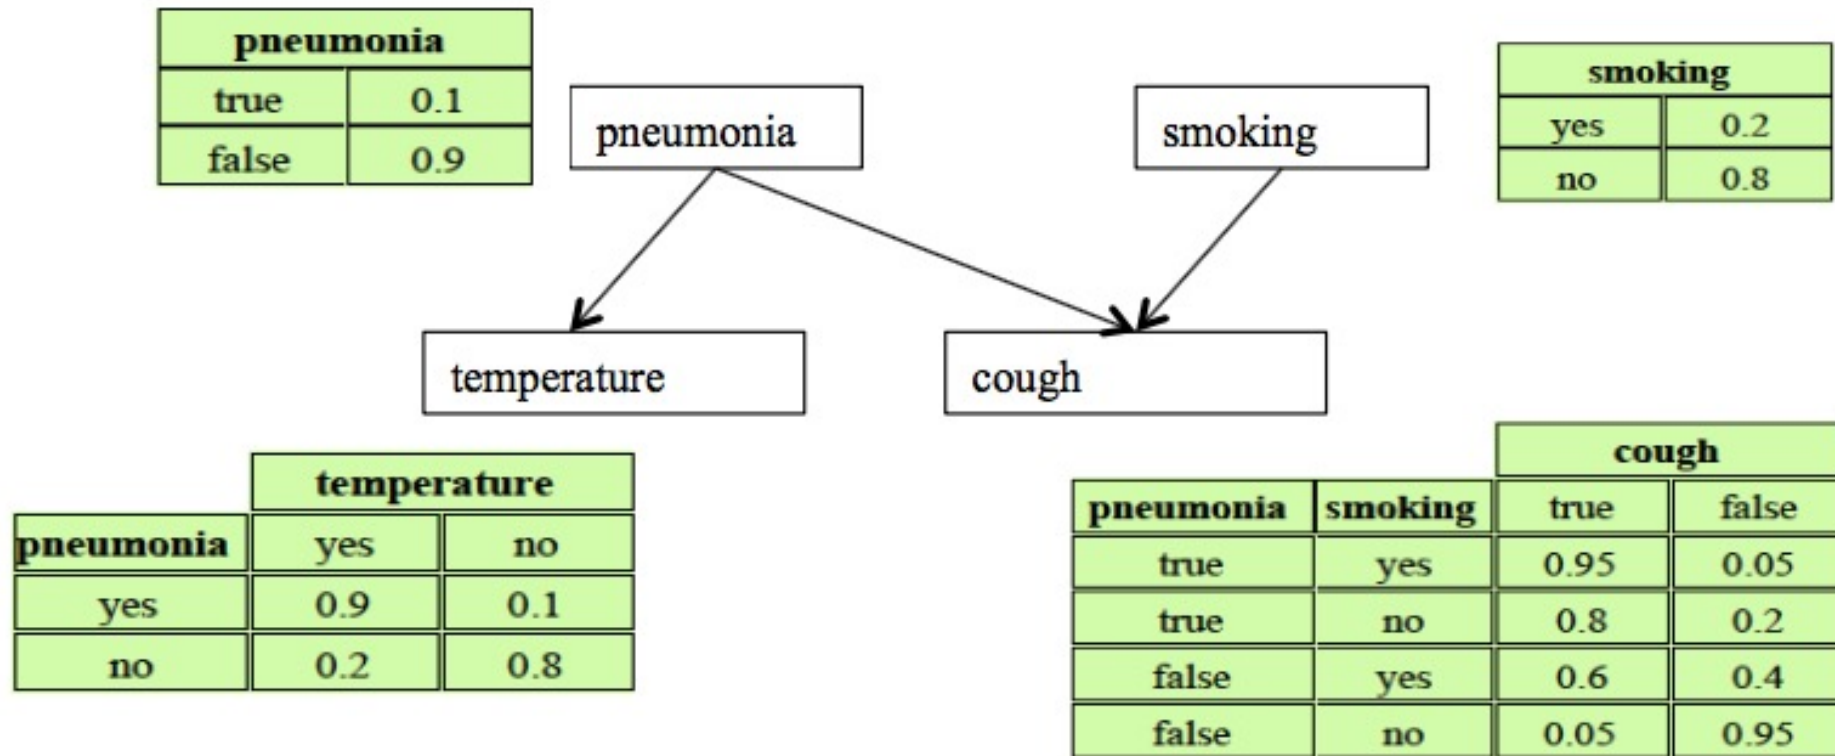 pneumonia
true 0.1
false 0.9
pneumonia
smoking
smoking
yes 0.2
no 0.8
temperature
cough
temperature
pneumonia yes no
yes 0.9 0.1
no 0.2 0.8
cough
pneumonia smoking true false
true yes 0.95 0.05
true no 0.8 0.2
false yes 0.6 0.4
false no 0.05 0.95